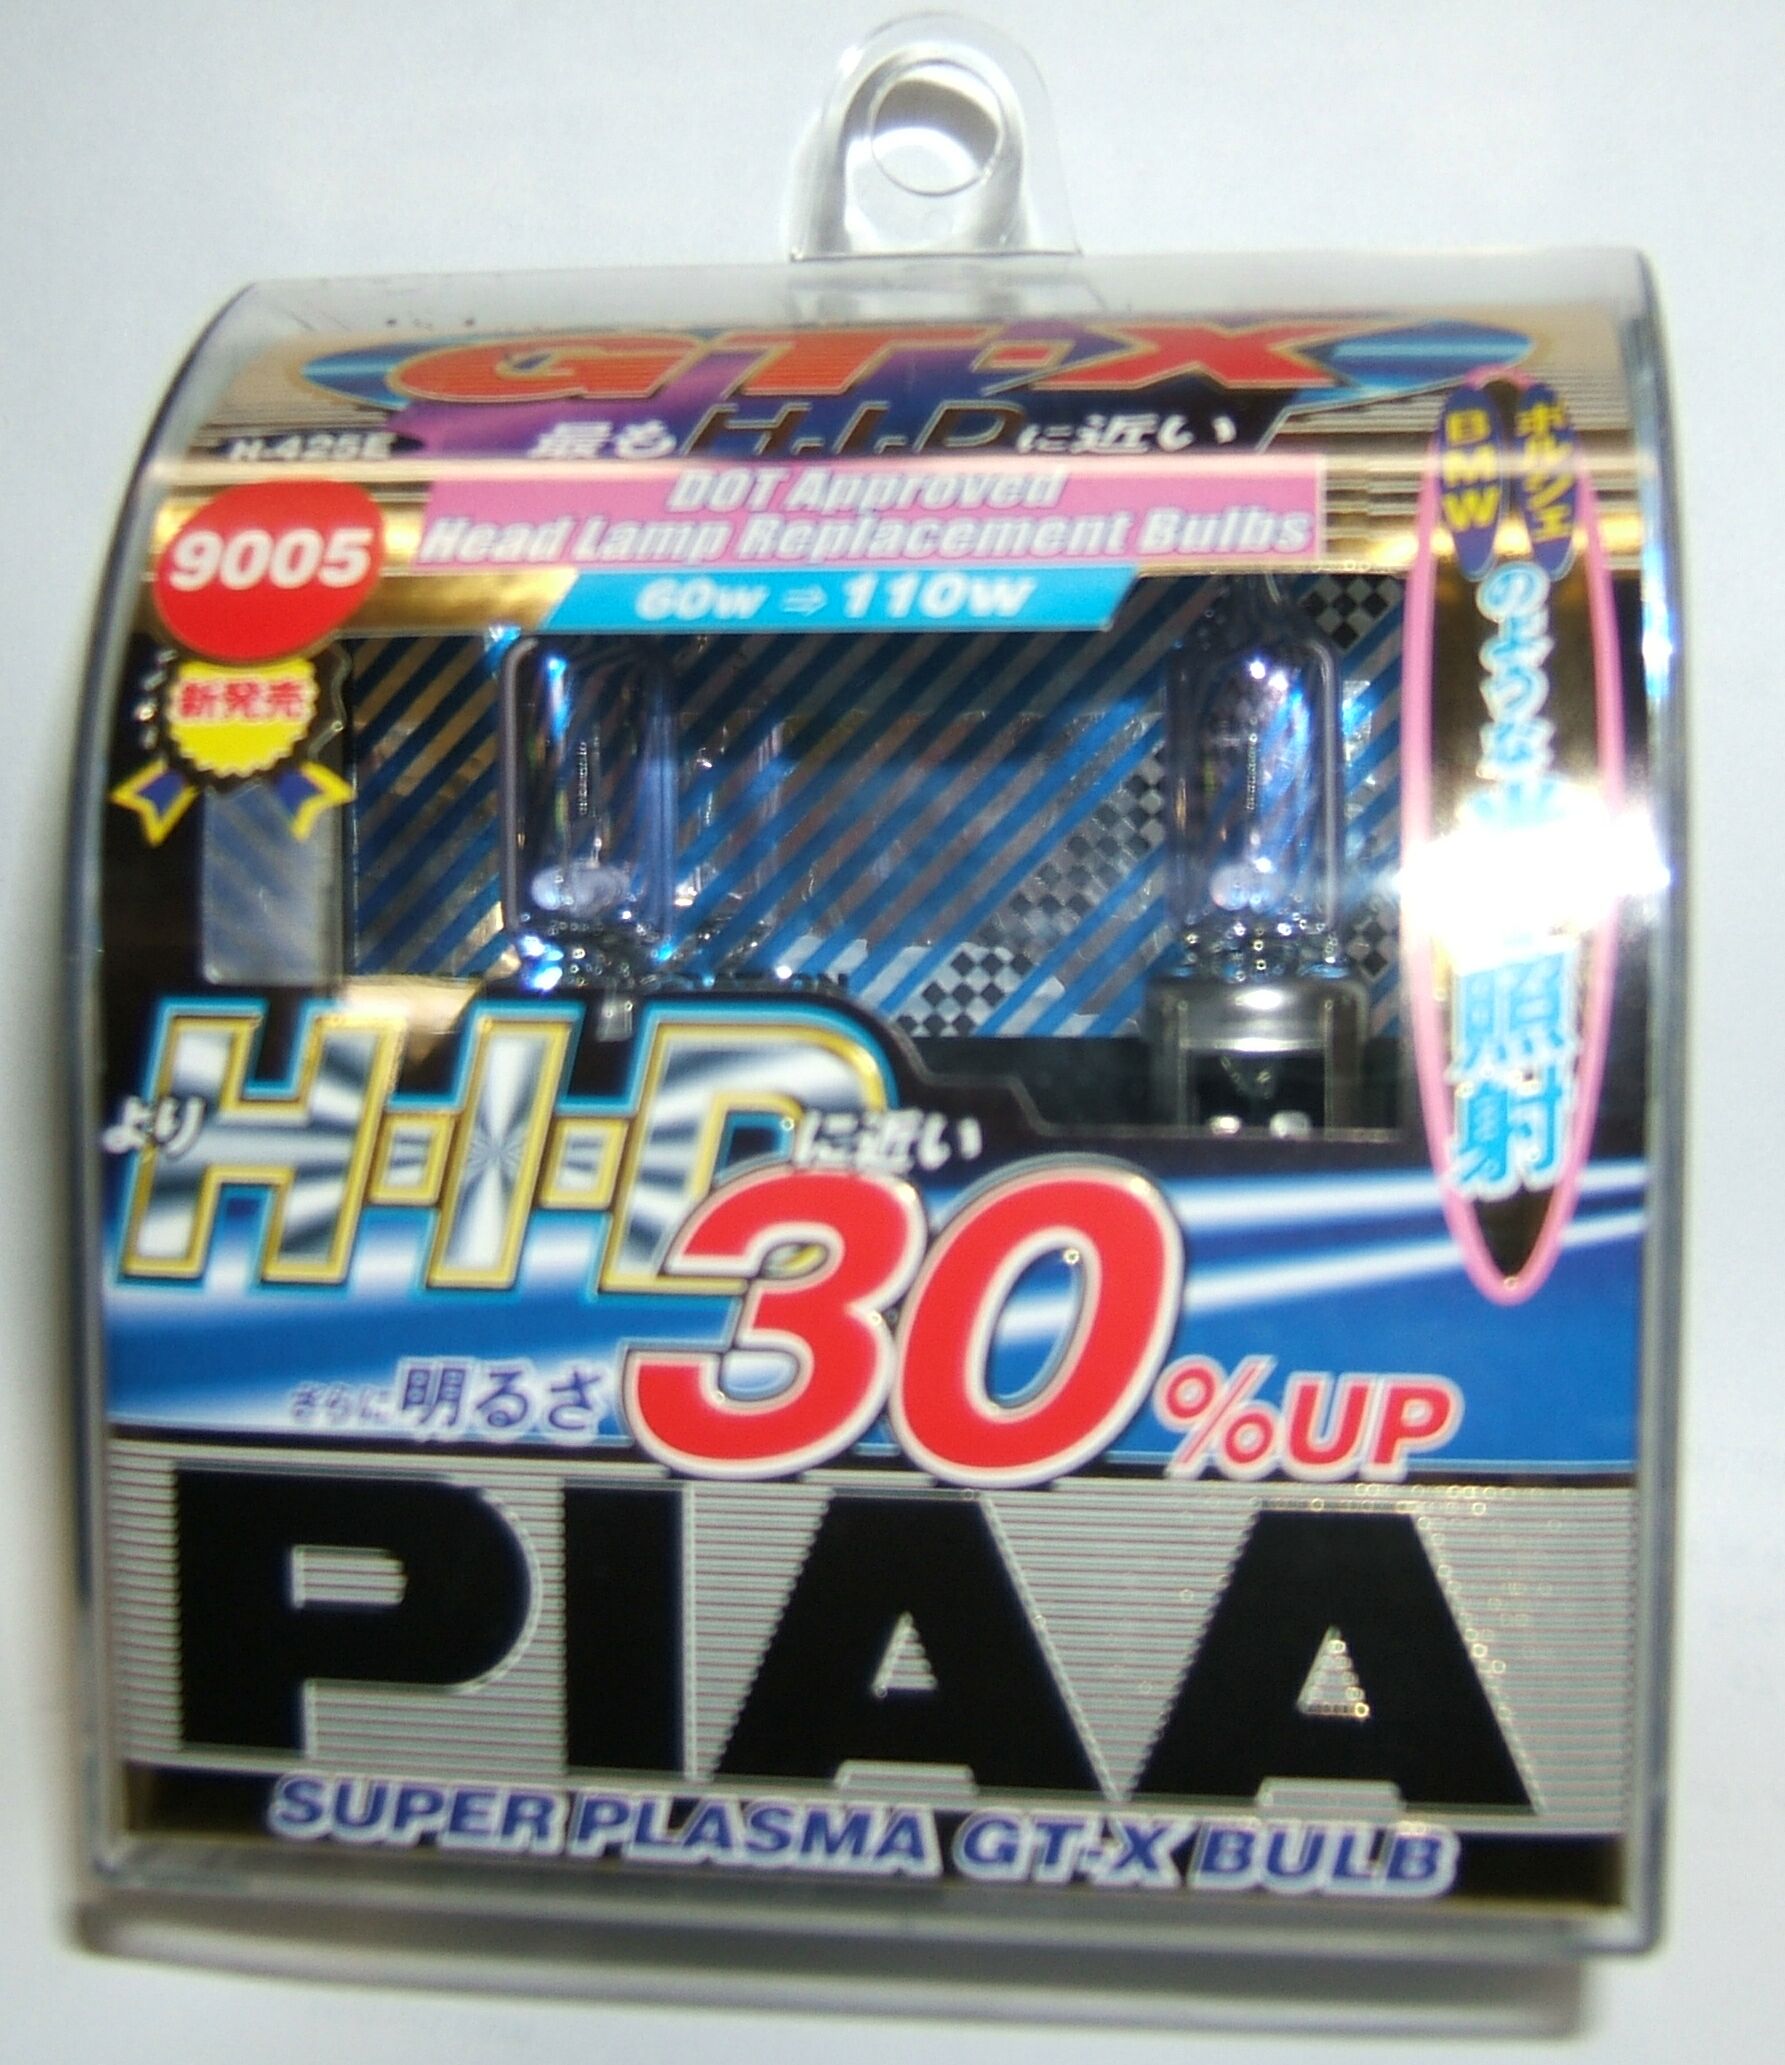 GT-X
最もH.I.Dに近い
H-425E
DOT Approved
Head Lamp Replacement Bulbs
9005
60W ⇒ 110W
新発売
BMW
ポルシェ
のような
照射
より H・I・D に近い
さらに明るさ 30%UP
PIAA
SUPER PLASMA GT-X BULB